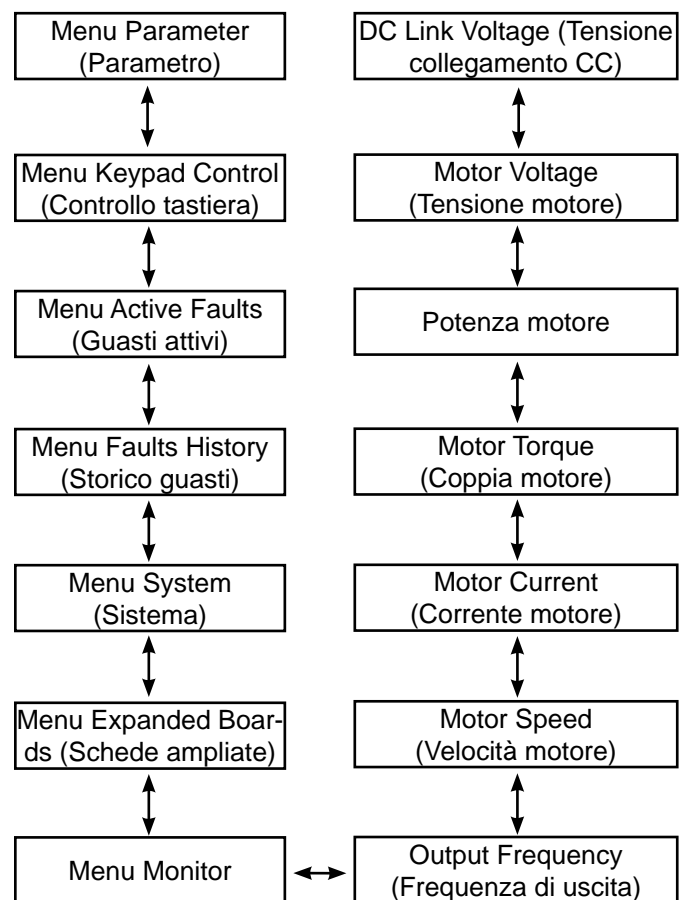 Menu Parameter
(Parametro)
Menu Keypad Control
(Controllo tastiera)
Menu Active Faults
(Guasti attivi)
Menu Faults History
(Storico guasti)
Menu System
(Sistema)
Menu Expanded Boar-
ds (Schede ampliate)
Menu Monitor
DC Link Voltage (Tensione
collegamento CC)
Motor Voltage
(Tensione motore)
Potenza motore
Motor Torque
(Coppia motore)
Motor Current
(Corrente motore)
Motor Speed
(Velocità motore)
Output Frequency
(Frequenza di uscita)